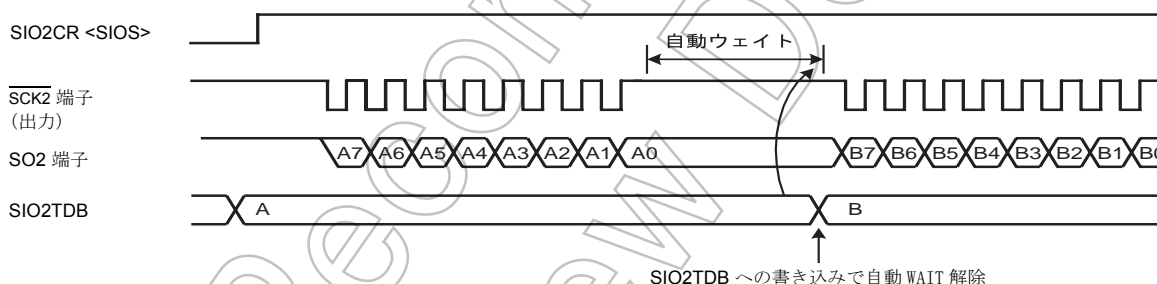 SIO2CR <SIOS>
自動ウェイト
SCK2 端子
(出力)
SO2 端子
A7 A6 A5 A4 A3 A2 A1 A0 B7 B6 B5 B4 B3 B2 B1 B0
SIO2TDB
A B
SIO2TDB への書き込みで自動 WAIT 解除